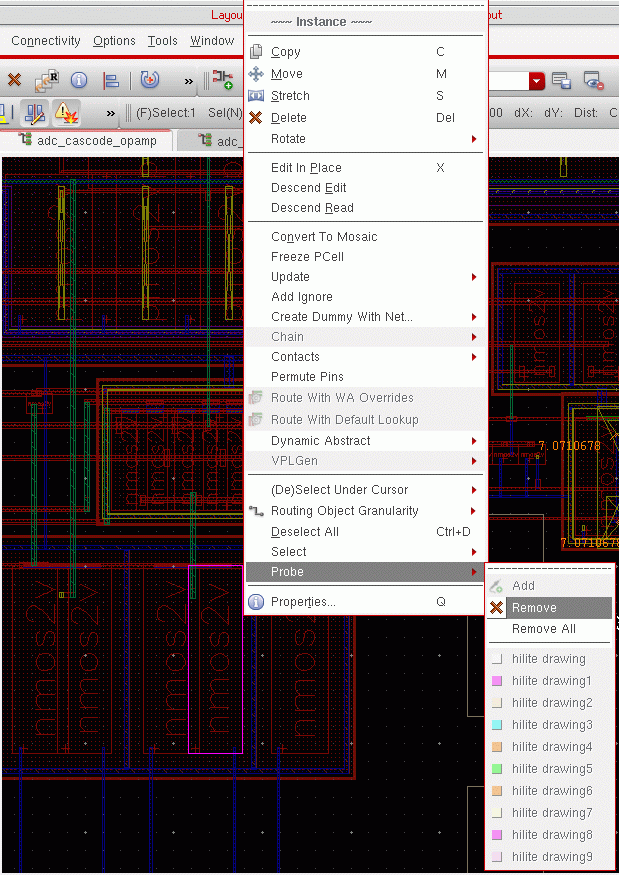 Layou
out
Connectivity Options Tools Window
R
»
»
(F)Select:1 Sel(N)
00 dX: dY: Dist: C
adc_cascode_opamp
adc_
~~~ Instance ~~~
Copy C
Move M
Stretch S
Delete Del
Rotate
Edit In Place X
Descend Edit
Descend Read
Convert To Mosaic
Freeze PCell
Update
Add Ignore
Create Dummy With Net...
Chain
Contacts
Permute Pins
Route With WA Overrides
Route With Default Lookup
Dynamic Abstract
VPLGen
(De)Select Under Cursor
Routing Object Granularity
Deselect All Ctrl+D
Select
Probe
Properties... Q
Add
Remove
Remove All
hilite drawing
hilite drawing1
hilite drawing2
hilite drawing3
hilite drawing4
hilite drawing5
hilite drawing6
hilite drawing7
hilite drawing8
hilite drawing9
nmos2v
nmos2v
7.0710678
7.0710678
nmos2v
nmos2v
nmos2v
nmos2v
nmos2v